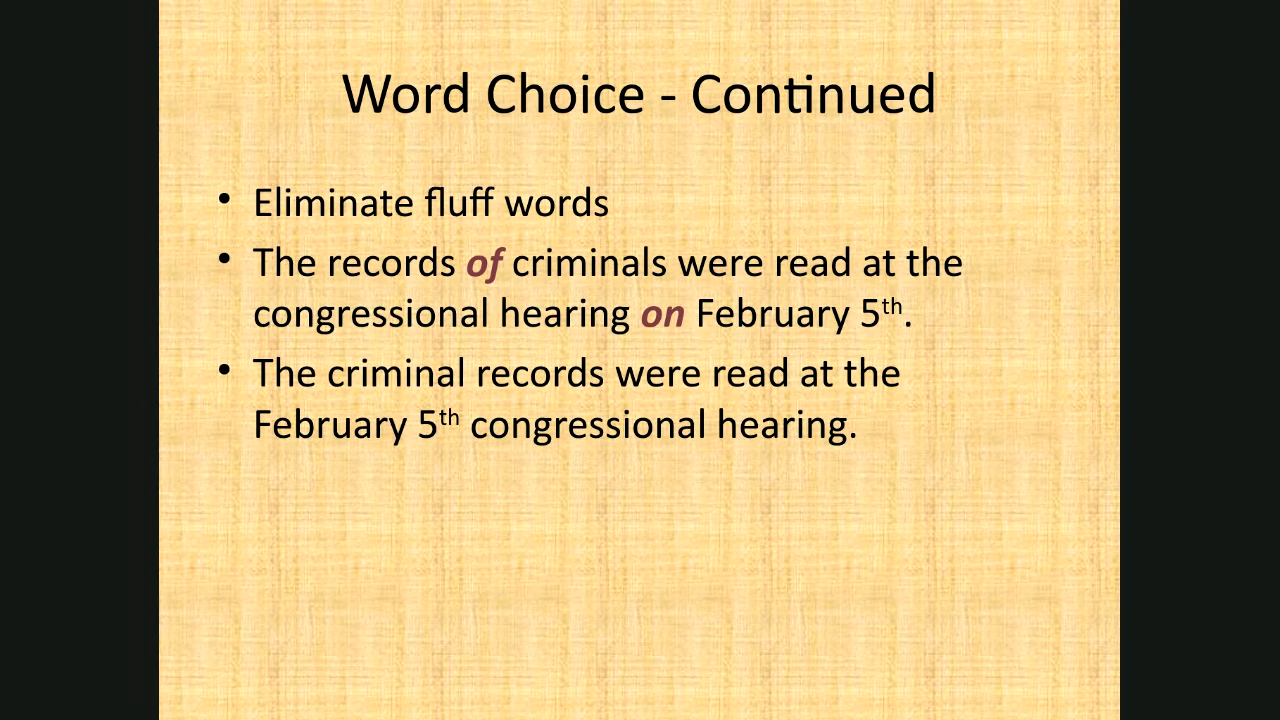 Word Choice - Continued
• Eliminate fluff words
• The records of criminals were read at the
congressional hearing on February 5th.
• The criminal records were read at the
February 5th congressional hearing.